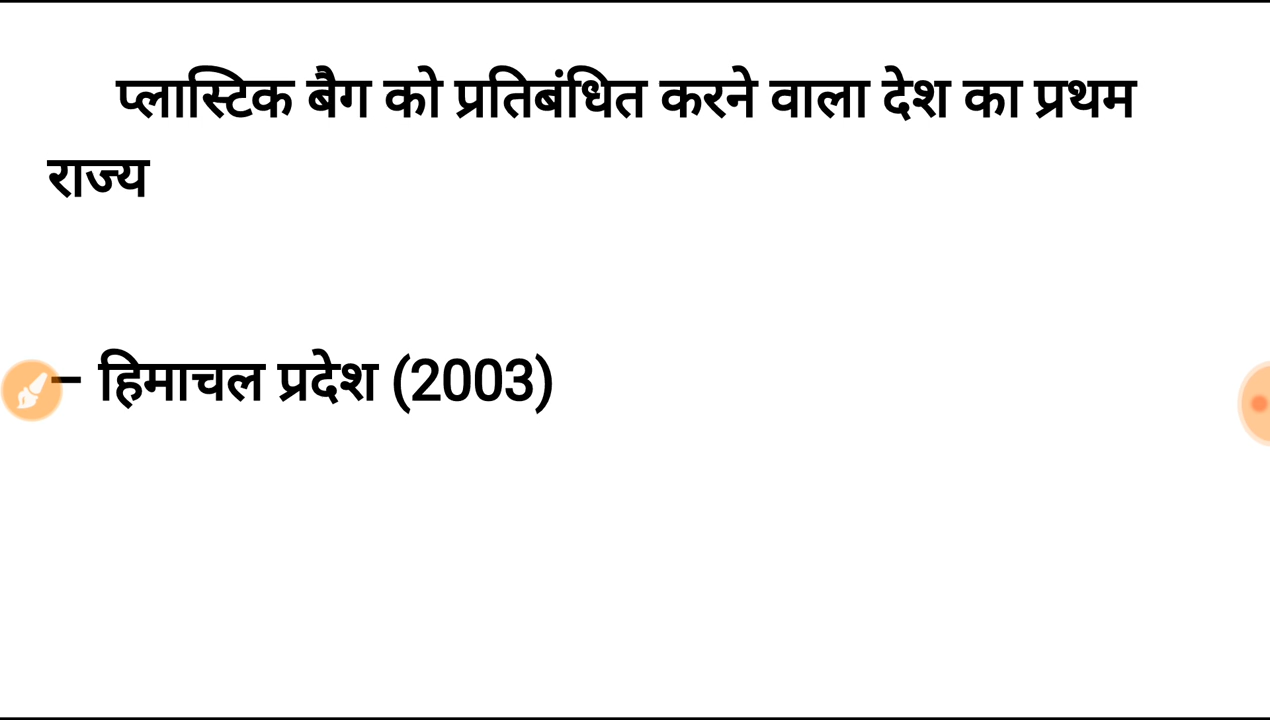 प्लास्टिक बैग को प्रतिबंधित करने वाला देश का प्रथम
राज्य
– हिमाचल प्रदेश (2003)